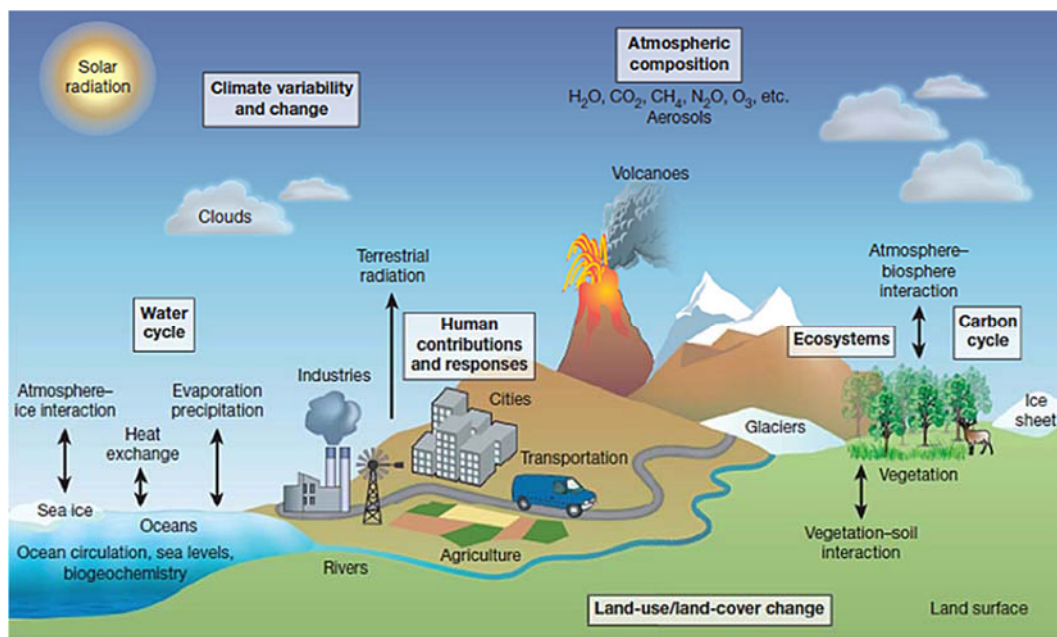 Solar
radiation
Climate variability
and change
Atmospheric
composition
H₂O, CO₂, CH₄, N₂O, O₃, etc.
Aerosols
Clouds
Volcanoes
Terrestrial
radiation
Atmosphere–
biosphere
interaction
Water
cycle
Human
contributions
and responses
Ecosystems
Carbon
cycle
Atmosphere–
ice interaction
Evaporation
precipitation
Industries
Cities
Heat
exchange
Glaciers
Ice
sheet
Transportation
Vegetation
Sea ice
Oceans
Ocean circulation, sea levels,
biogeochemistry
Rivers
Agriculture
Vegetation–soil
interaction
Land-use/land-cover change
Land surface